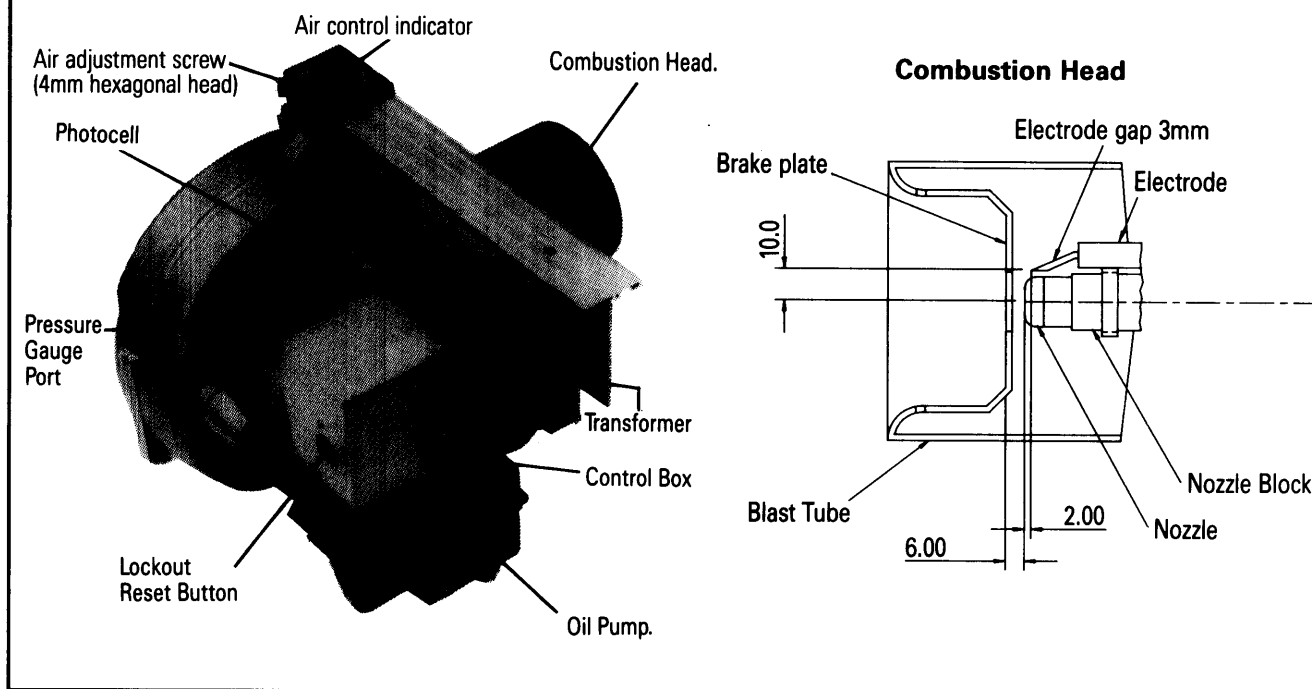 Air control indicator
Air adjustment screw
(4mm hexagonal head)
Combustion Head.
Photocell
Pressure
Gauge
Port
Transformer
Control Box
Lockout
Reset Button
Oil Pump.
Combustion Head
Electrode gap 3mm
Brake plate
Electrode
10.0
Nozzle Block
Blast Tube
2.00
Nozzle
6.00